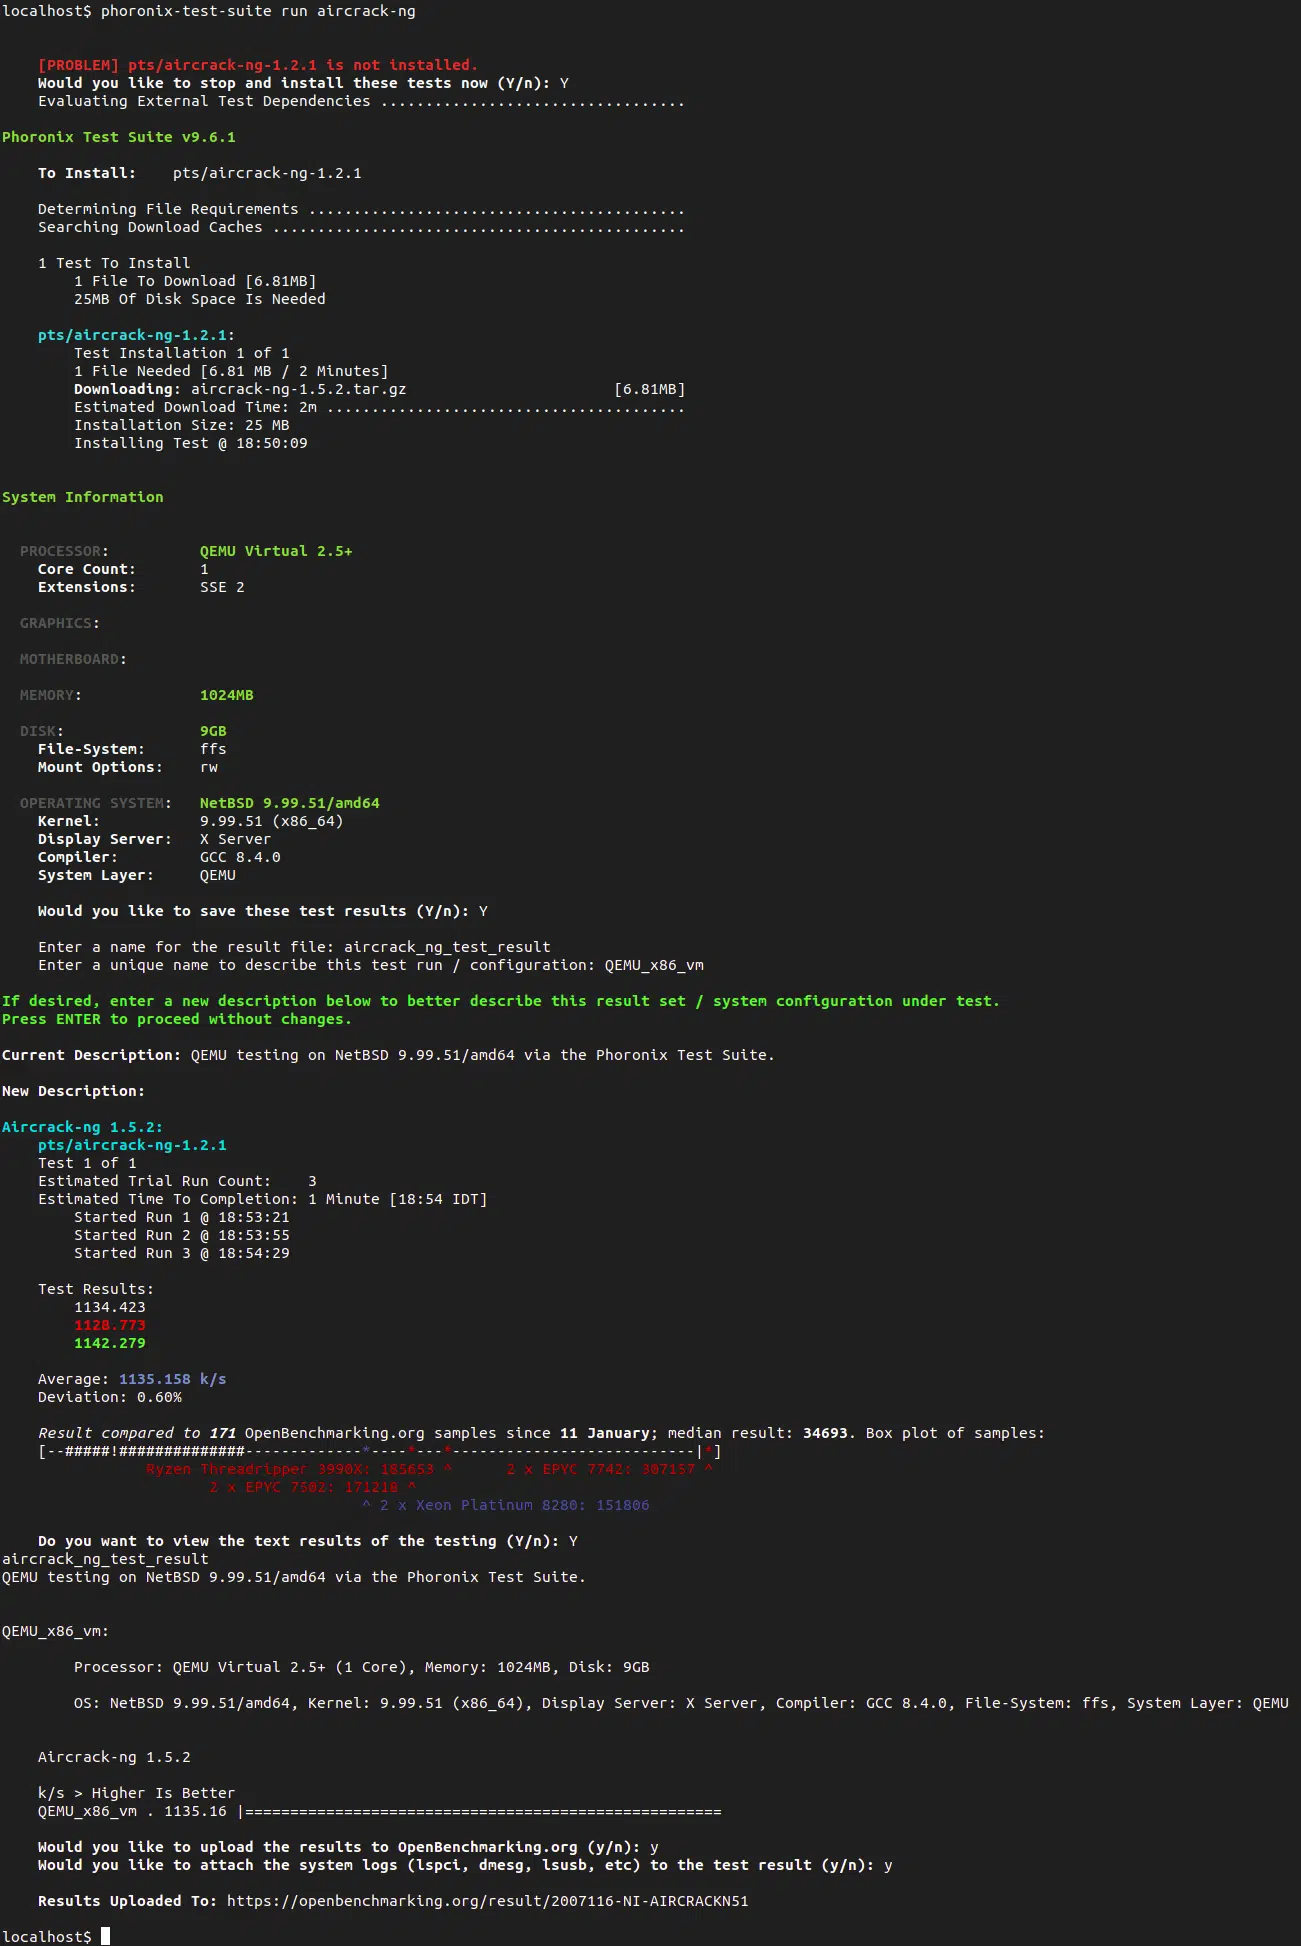 localhost$ phoronix-test-suite run aircrack-ng
[PROBLEM] pts/aircrack-ng-1.2.1 is not installed.
Would you like to stop and install these tests now (Y/n): Y
Evaluating External Test Dependencies ..................................
Phoronix Test Suite v9.6.1
To Install:    pts/aircrack-ng-1.2.1
Determining File Requirements ..........................................
Searching Download Caches ..............................................
1 Test To Install
1 File To Download [6.81MB]
25MB Of Disk Space Is Needed
pts/aircrack-ng-1.2.1:
Test Installation 1 of 1
1 File Needed [6.81 MB / 2 Minutes]
Downloading: aircrack-ng-1.5.2.tar.gz                       [6.81MB]
Estimated Download Time: 2m ........................................
Installation Size: 25 MB
Installing Test @ 18:50:09
System Information
PROCESSOR:          QEMU Virtual 2.5+
Core Count:       1
Extensions:       SSE 2
GRAPHICS:
MOTHERBOARD:
MEMORY:             1024MB
DISK:               9GB
File-System:      ffs
Mount Options:    rw
OPERATING SYSTEM:   NetBSD 9.99.51/amd64
Kernel:           9.99.51 (x86_64)
Display Server:   X Server
Compiler:         GCC 8.4.0
System Layer:     QEMU
Would you like to save these test results (Y/n): Y
Enter a name for the result file: aircrack_ng_test_result
Enter a unique name to describe this test run / configuration: QEMU_x86_vm
If desired, enter a new description below to better describe this result set / system configuration under test.
Press ENTER to proceed without changes.
Current Description: QEMU testing on NetBSD 9.99.51/amd64 via the Phoronix Test Suite.
New Description:
Aircrack-ng 1.5.2:
pts/aircrack-ng-1.2.1
Test 1 of 1
Estimated Trial Run Count:    3
Estimated Time To Completion: 1 Minute [18:54 IDT]
Started Run 1 @ 18:53:21
Started Run 2 @ 18:53:55
Started Run 3 @ 18:54:29
Test Results:
1134.423
1128.773
1142.279
Average: 1135.158 k/s
Deviation: 0.60%
Result compared to 171 OpenBenchmarking.org samples since 11 January; median result: 34693. Box plot of samples:
[--#####!##############-------------*----*---*---------------------------|*]
Ryzen Threadripper 3990X: 185653 ^      2 x EPYC 7742: 307157 ^
2 x EPYC 7502: 171218 ^
^ 2 x Xeon Platinum 8280: 151806
Do you want to view the text results of the testing (Y/n): Y
aircrack_ng_test_result
QEMU testing on NetBSD 9.99.51/amd64 via the Phoronix Test Suite.
QEMU_x86_vm:
Processor: QEMU Virtual 2.5+ (1 Core), Memory: 1024MB, Disk: 9GB
OS: NetBSD 9.99.51/amd64, Kernel: 9.99.51 (x86_64), Display Server: X Server, Compiler: GCC 8.4.0, File-System: ffs, System Layer: QEMU
Aircrack-ng 1.5.2
k/s > Higher Is Better
QEMU_x86_vm . 1135.16 |=====================================================
Would you like to upload the results to OpenBenchmarking.org (y/n): y
Would you like to attach the system logs (lspci, dmesg, lsusb, etc) to the test result (y/n): y
Results Uploaded To: https://openbenchmarking.org/result/2007116-NI-AIRCRACKN51
localhost$